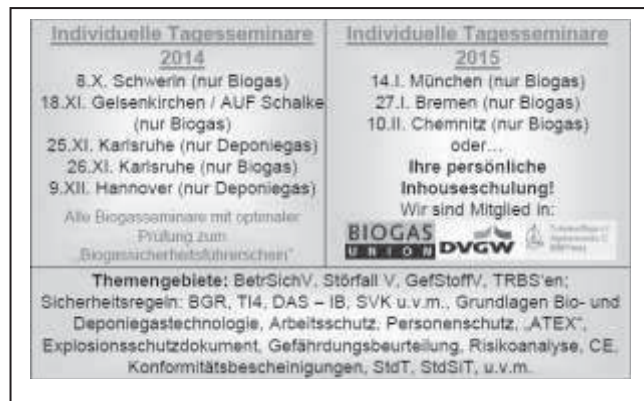 Individuelle Tagesseminare
2014
8.X. Schwerin (nur Biogas)
18.XI. Gelsenkirchen / AUF Schalke
(nur Biogas)
25.XI. Karlsruhe (nur Deponiegas)
26.XI. Karlsruhe (nur Biogas)
9.XII. Hannover (nur Deponiegas)
Alle Biogasseminare mit optimaler
Prüfung zum
„Biogassicherheitsführerschein"
Individuelle Tagesseminare
2015
14.I. München (nur Biogas)
27.I. Bremen (nur Biogas)
10.II. Chemnitz (nur Biogas)
oder...
Ihre persönliche
Inhouseschulung!
Wir sind Mitglied in:
BIOGAS
UNION
DVGW
Themengebiete: BetrSichV, Störfall V, GefStoffV, TRBS'en;
Sicherheitsregeln: BGR, TI4, DAS – IB, SVK u.v.m., Grundlagen Bio- und
Deponiegastechnologie, Arbeitsschutz, Personenschutz, „ATEX",
Explosionsschutzdokument, Gefährdungsbeurteilung, Risikoanalyse, CE,
Konformitätsbescheinigungen, StdT, StdSiT, u.v.m.